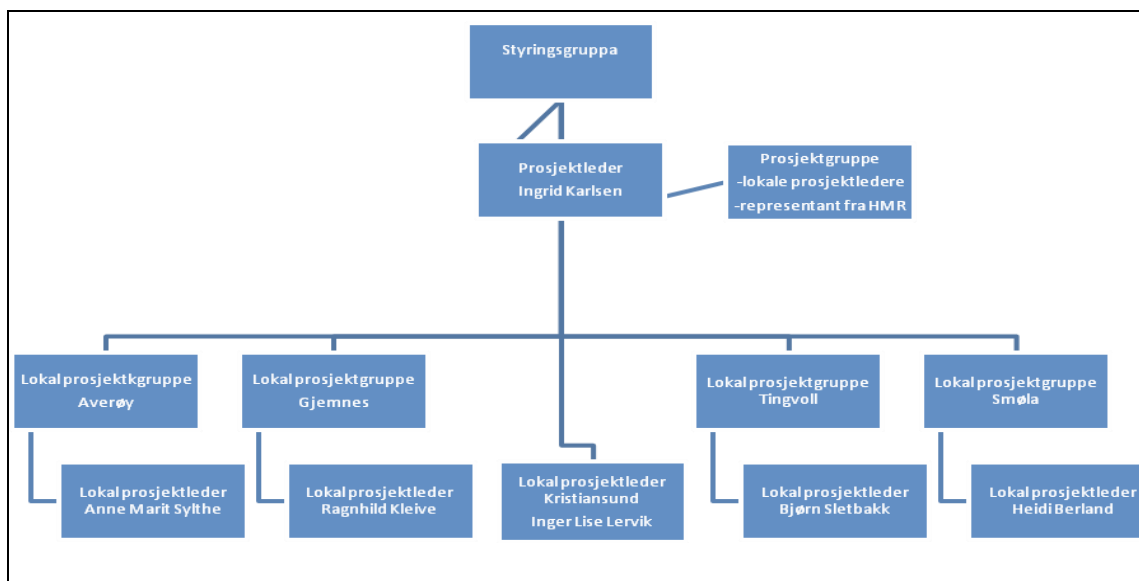 Styringsgruppa
Prosjektleder
Ingrid Karlsen
Prosjektgruppe
-lokale prosjektledere
-representant fra HMR
Lokal prosjektkgruppe
Averøy
Lokal prosjektgruppe
Gjemnes
Lokal prosjektgruppe
Tingvoll
Lokal prosjektgruppe
Smøla
Lokal prosjektleder
Anne Marit Sylthe
Lokal prosjektleder
Ragnhild Kleive
Lokal prosjektleder
Kristiansund
Inger Lise Lervik
Lokal prosjektleder
Bjørn Sletbakk
Lokal prosjektleder
Heidi Berland